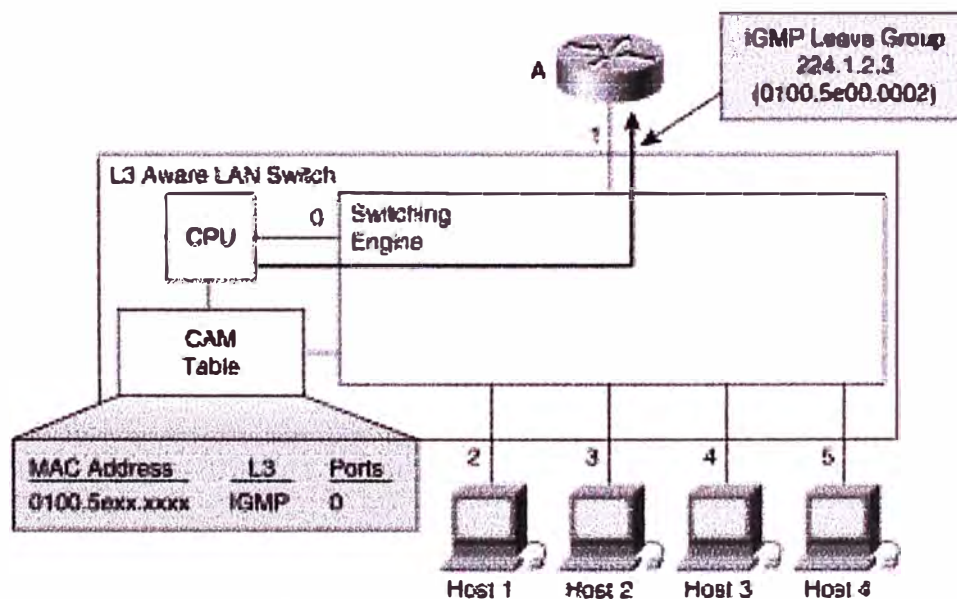 IGMP Leave Group
224.1.2.3
(0100.5e00.0002)
A
1
L3 Aware LAN Switch
CPU
0
Switching
Engine
CAM
Table
MAC Address L3 Ports
0100.5exx.xxxx IGMP 0
2
3
4
5
Host 1
Host 2
Host 3
Host 4